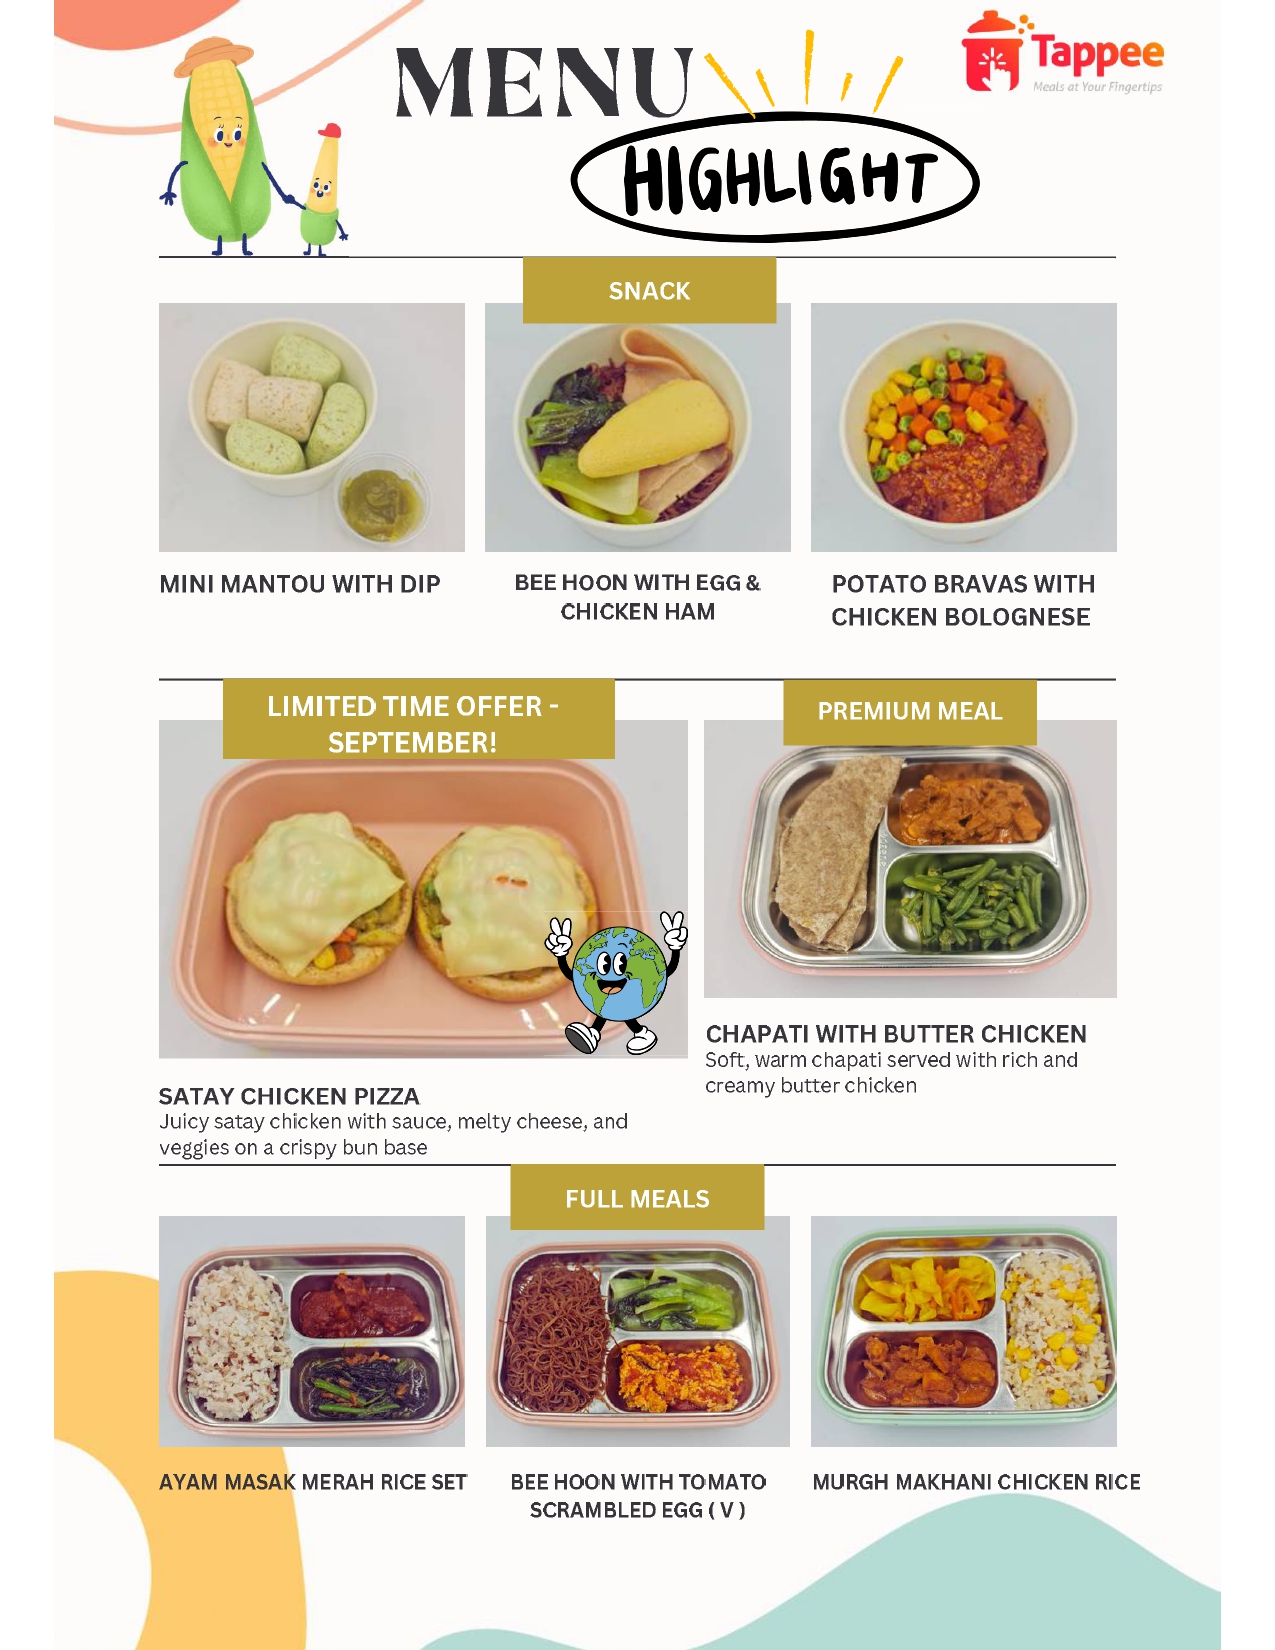 MENU
HIGHLIGHT
Tappee
Meals at Your Fingertips
SNACK
MINI MANTOU WITH DIP
BEE HOON WITH EGG &
CHICKEN HAM
POTATO BRAVAS WITH
CHICKEN BOLOGNESE
LIMITED TIME OFFER -
SEPTEMBER!
SATAY CHICKEN PIZZA
Juicy satay chicken with sauce, melty cheese, and
veggies on a crispy bun base
PREMIUM MEAL
CHAPATI WITH BUTTER CHICKEN
Soft, warm chapati served with rich and
creamy butter chicken
FULL MEALS
AYAM MASAK MERAH RICE SET
BEE HOON WITH TOMATO
SCRAMBLED EGG ( V )
MURGH MAKHANI CHICKEN RICE